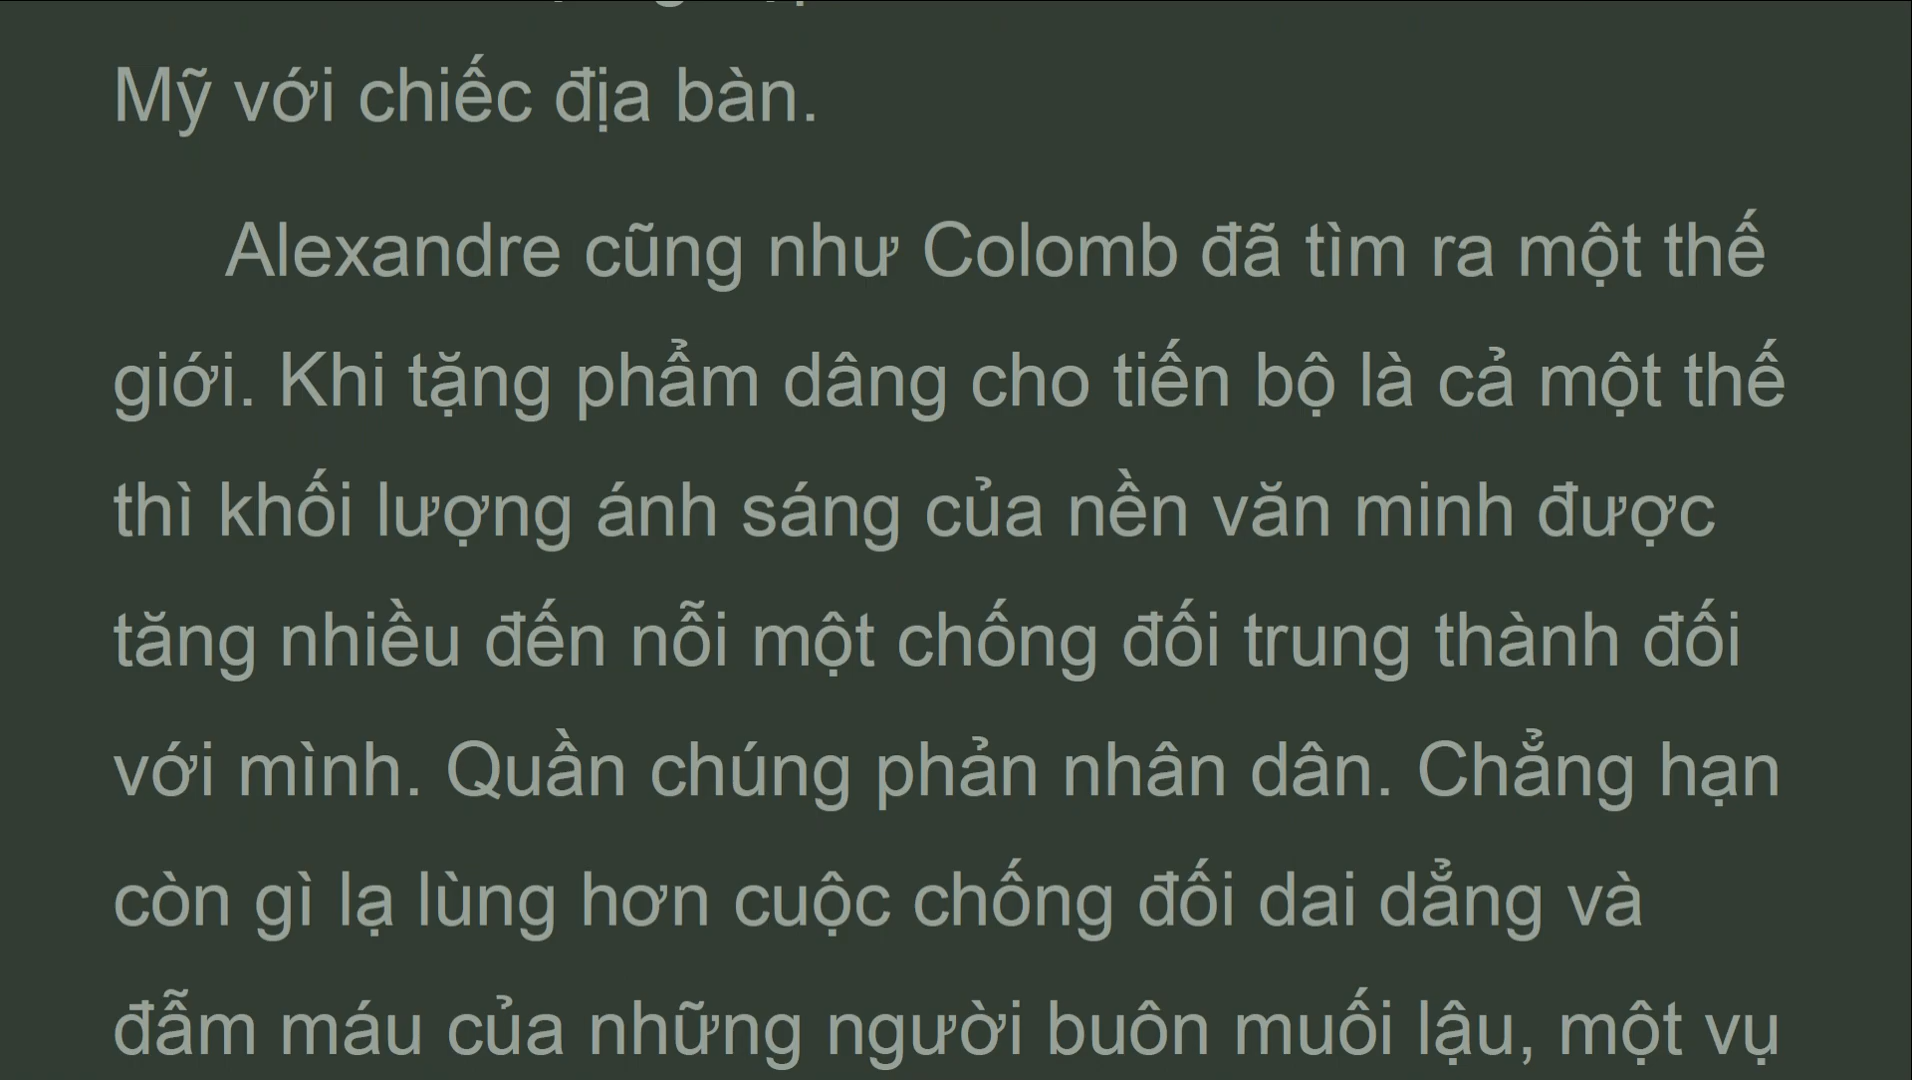 Mỹ với chiếc địa bàn.
Alexandre cũng như Colomb đã tìm ra một thế
giới. Khi tặng phẩm dâng cho tiến bộ là cả một thế
thì khối lượng ánh sáng của nền văn minh được
tăng nhiều đến nỗi một chống đối trung thành đối
với mình. Quần chúng phản nhân dân. Chẳng hạn
còn gì lạ lùng hơn cuộc chống đối dai dẳng và
đẫm máu của những người buôn muối lậu, một vụ